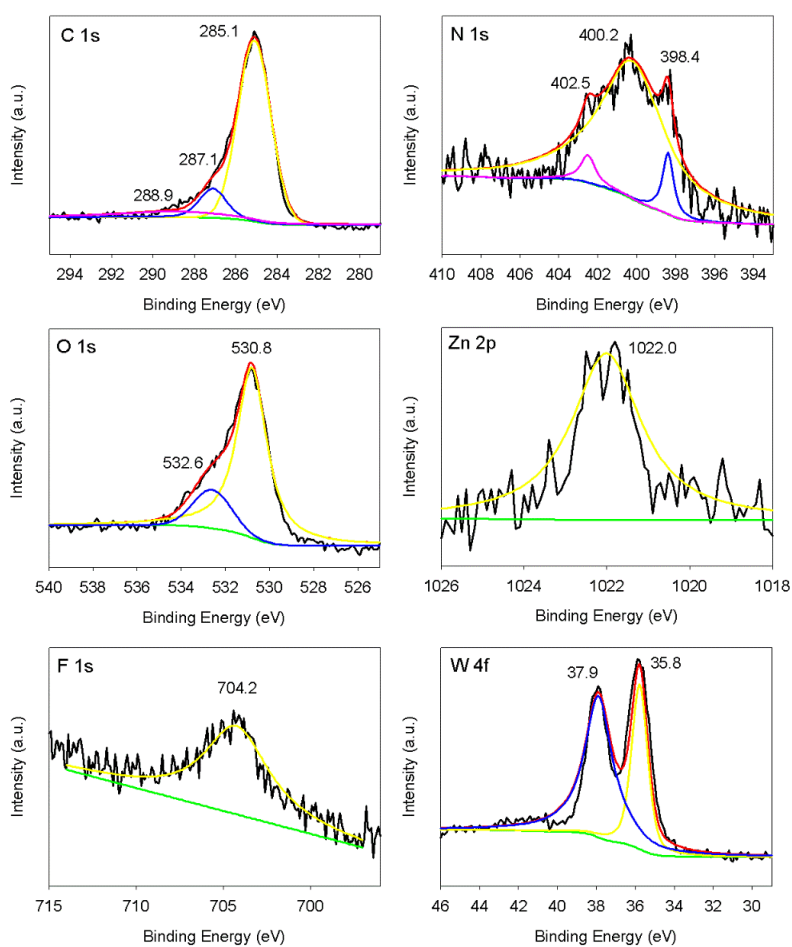 C 1s
285.1
287.1
288.9
Intensity (a.u.)
294 292 290 288 286 284 282 280
Binding Energy (eV)
N 1s
400.2
398.4
402.5
Intensity (a.u.)
410 408 406 404 402 400 398 396 394
Binding Energy (eV)
O 1s
530.8
532.6
Intensity (a.u.)
540 538 536 534 532 530 528 526
Binding Energy (eV)
Zn 2p
1022.0
Intensity (a.u.)
1026 1024 1022 1020 1018
Binding Energy (eV)
F 1s
704.2
Intensity (a.u.)
715 710 705 700
Binding Energy (eV)
W 4f
37.9
35.8
Intensity (a.u.)
46 44 42 40 38 36 34 32 30
Binding Energy (eV)